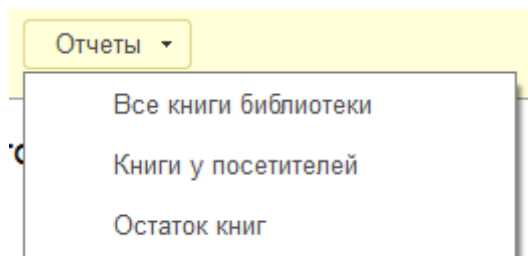 Отчеты
Все книги библиотеки
Книги у посетителей
Остаток книг